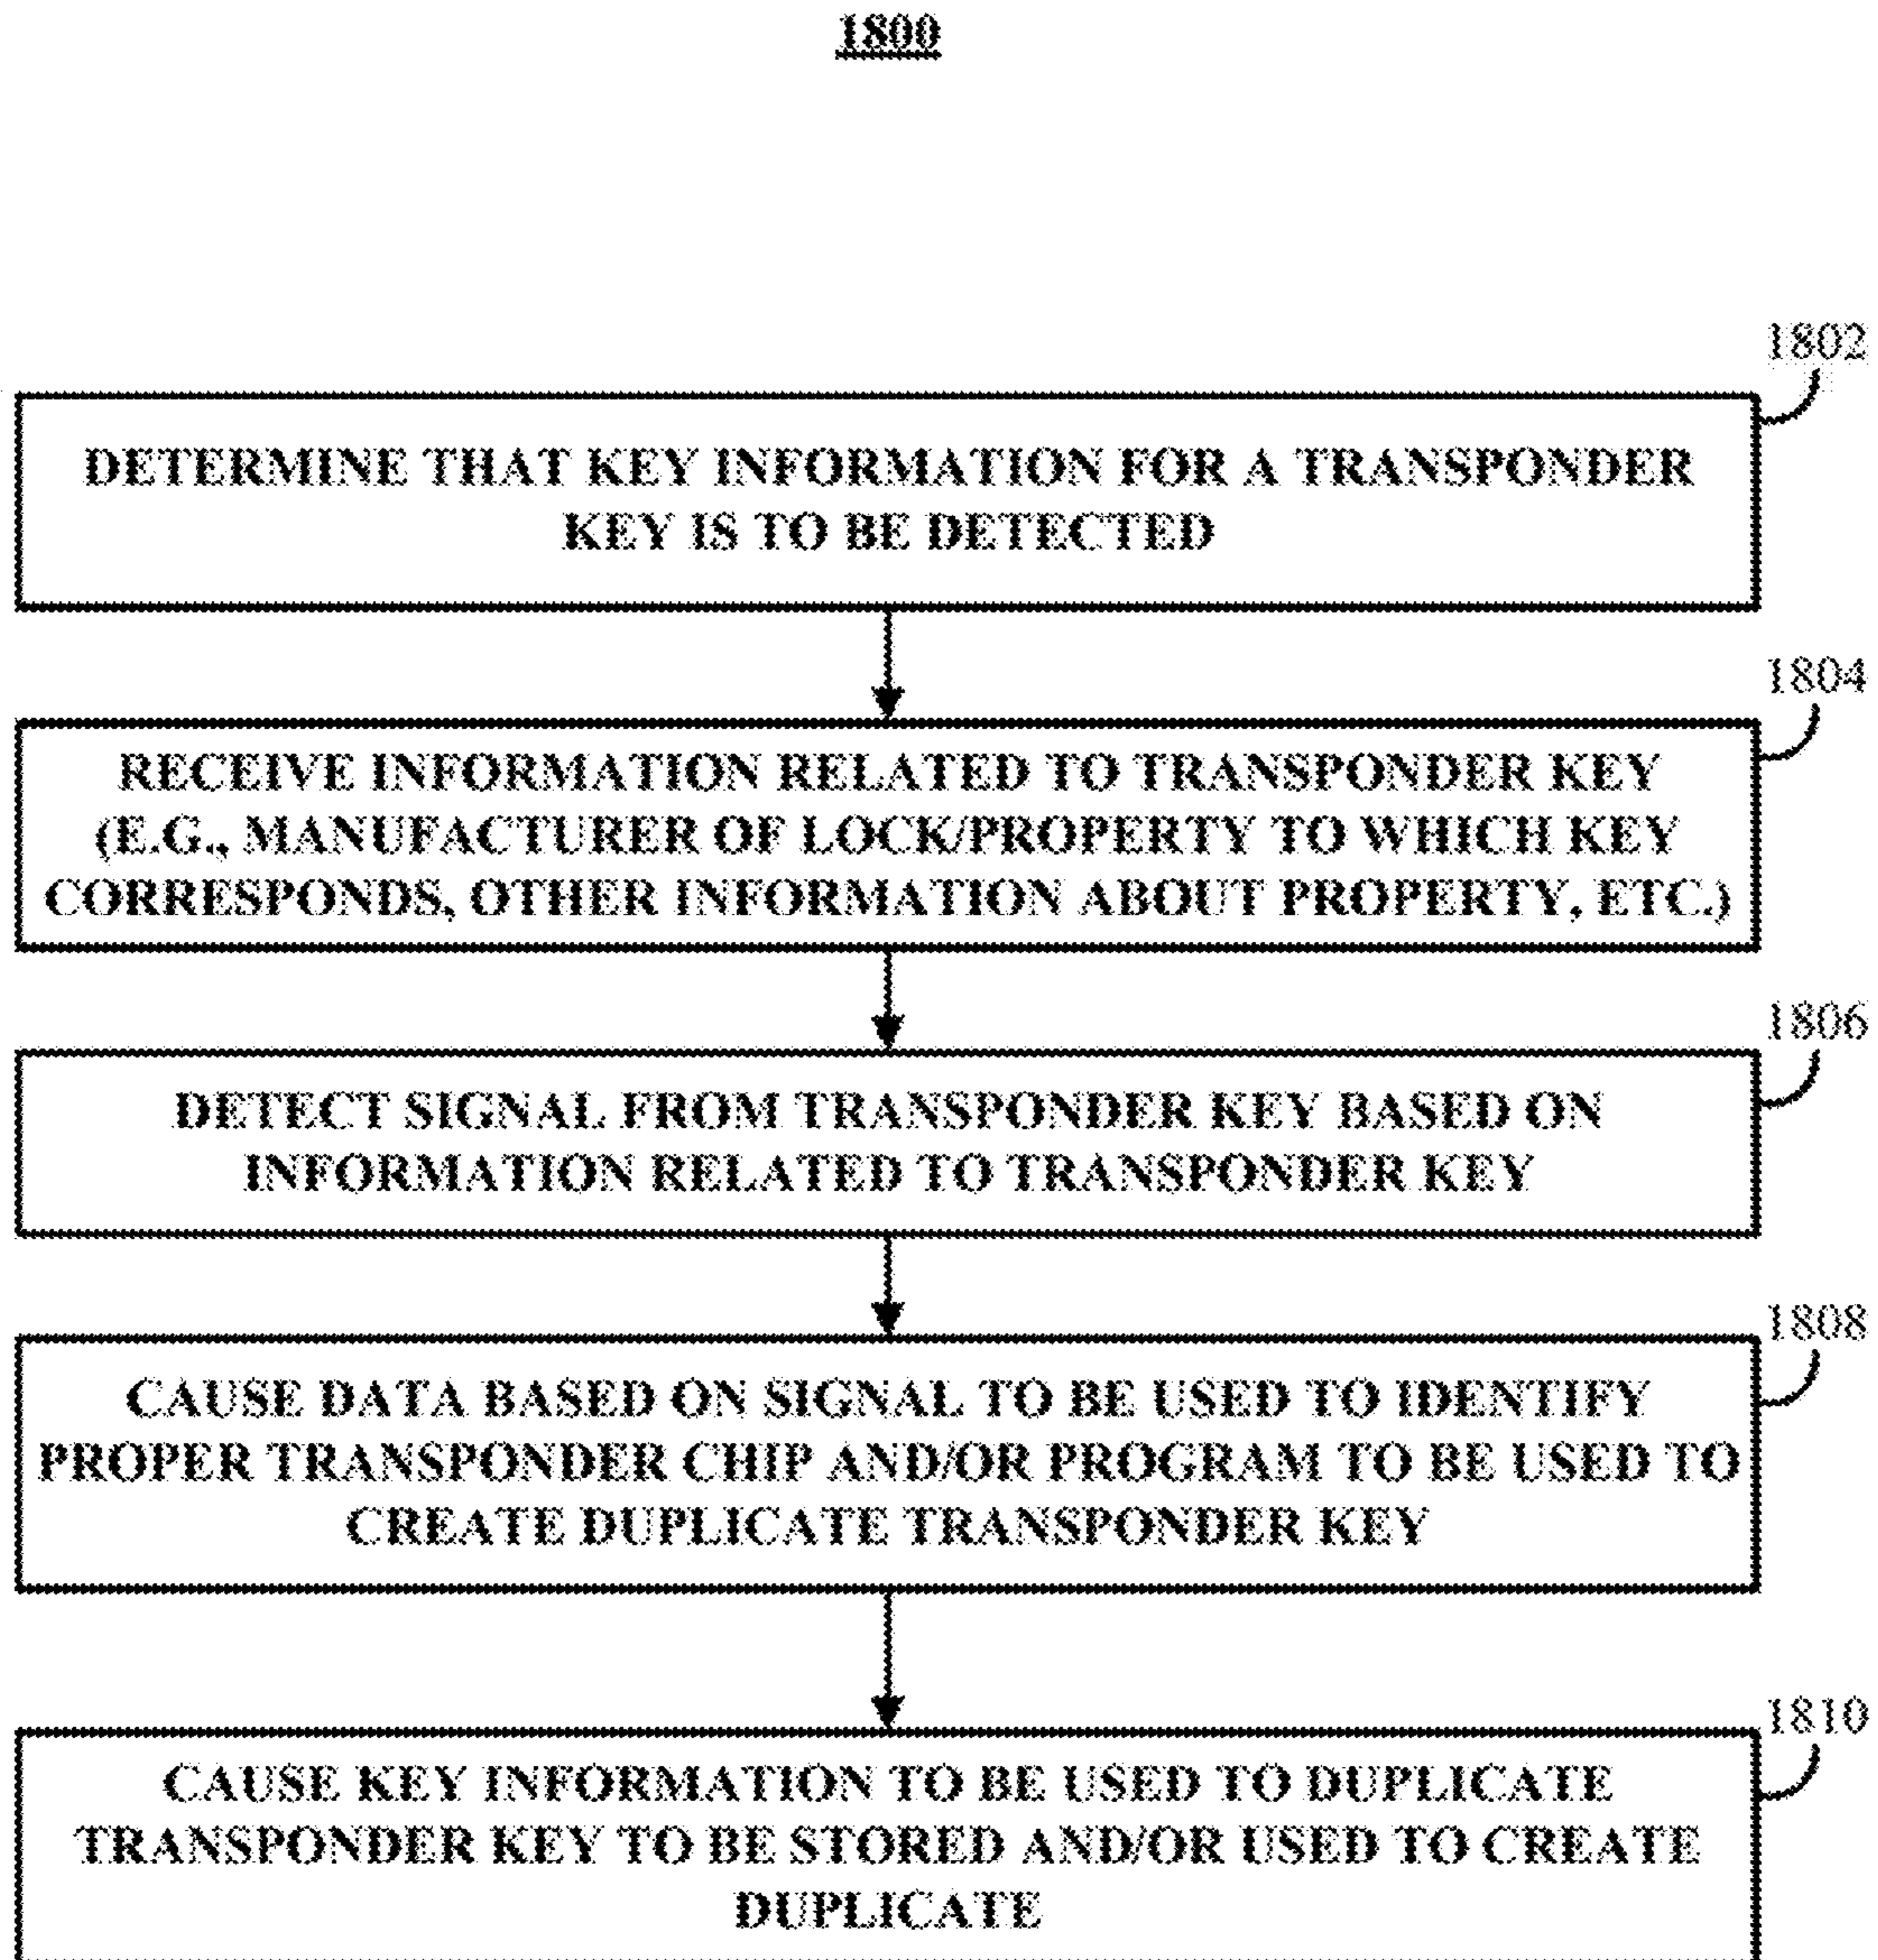 1800
1802
DETERMINE THAT KEY INFORMATION FOR A TRANSPONDER
KEY IS TO BE DETECTED
1804
RECEIVE INFORMATION RELATED TO TRANSPONDER KEY
(E.G., MANUFACTURER OF LOCK/PROPERTY TO WHICH KEY
CORRESPONDS, OTHER INFORMATION ABOUT PROPERTY, ETC.)
1806
DETECT SIGNAL FROM TRANSPONDER KEY BASED ON
INFORMATION RELATED TO TRANSPONDER KEY
1808
CAUSE DATA BASED ON SIGNAL TO BE USED TO IDENTIFY
PROPER TRANSPONDER CHIP AND/OR PROGRAM TO BE USED TO
CREATE DUPLICATE TRANSPONDER KEY
1810
CAUSE KEY INFORMATION TO BE USED TO DUPLICATE
TRANSPONDER KEY TO BE STORED AND/OR USED TO CREATE
DUPLICATE